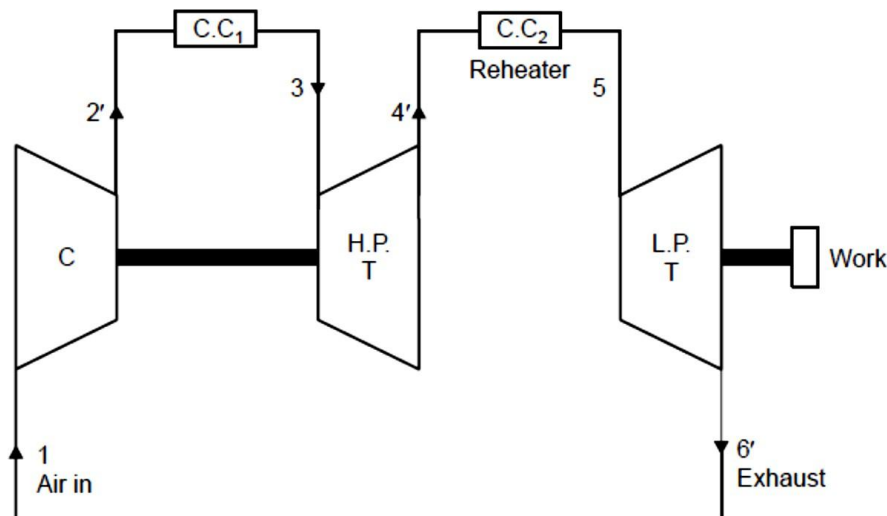 C.C₁
C.C₂
Reheater
3
5
2′
4′
C
H.P.
T
L.P.
T
Work
1
Air in
6′
Exhaust